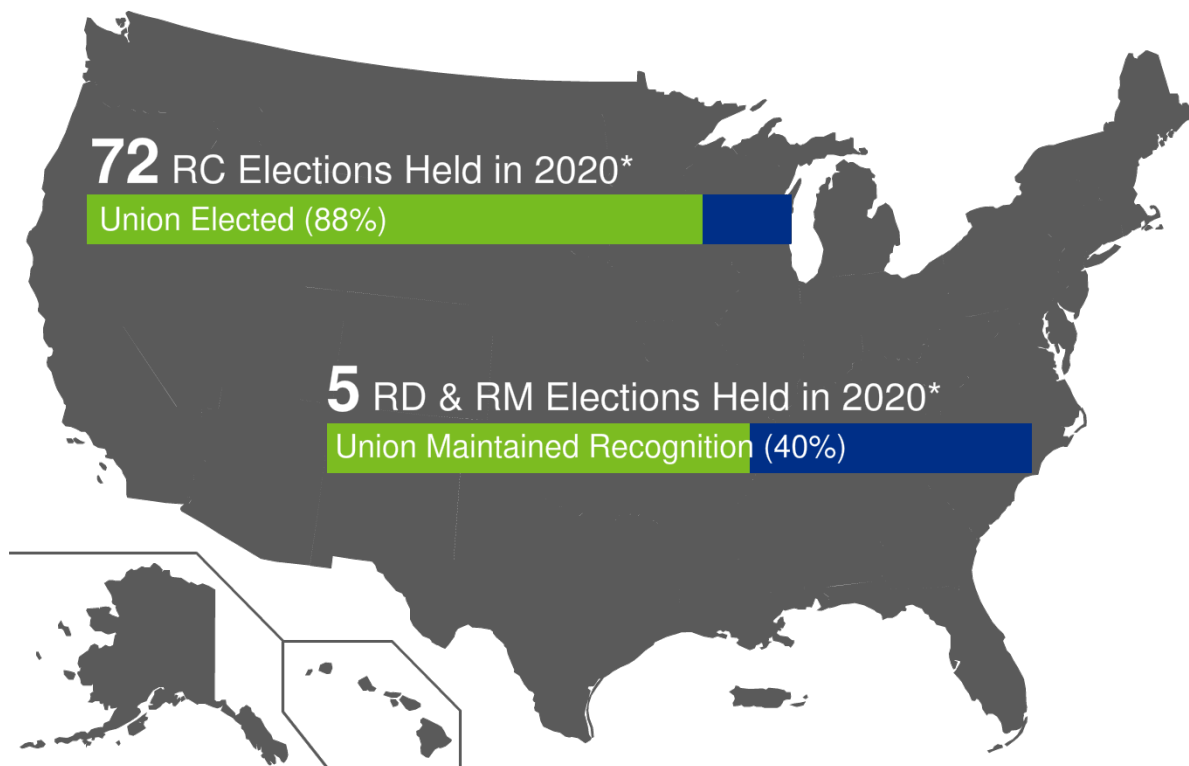 72 RC Elections Held in 2020*
Union Elected (88%)
5 RD & RM Elections Held in 2020*
Union Maintained Recognition (40%)